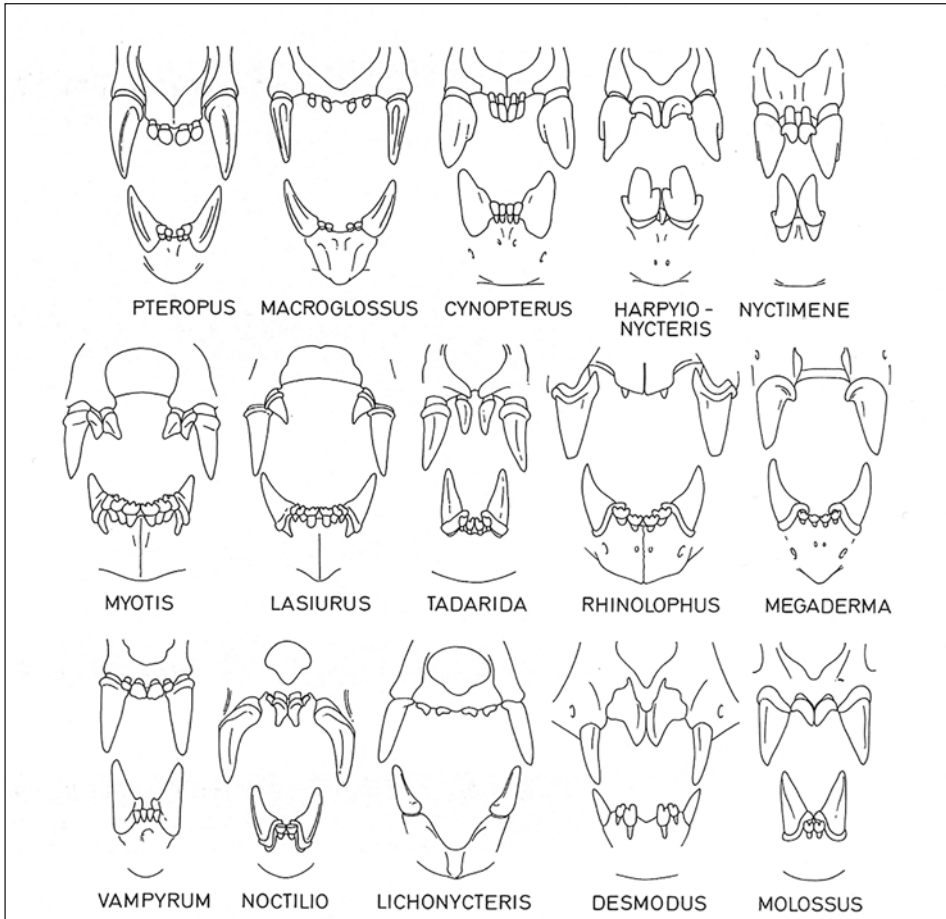 PTEROPUS
MACROGLOSSUS
CYNOPTERUS
HARPYIO -
NYCTERIS
NYCTIMENE
MYOTIS
LASIURUS
TADARIDA
RHINOLOPHUS
MEGADERMA
VAMPYRUM
NOCTILIO
LICHONYCTERIS
DESMODUS
MOLOSSUS